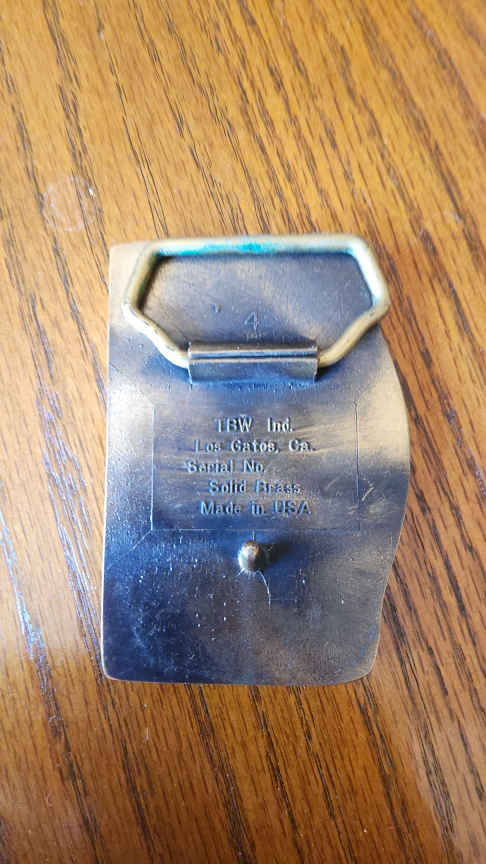 4
TBW Ind.
Los Gatos, Ca.
Serial No.
Solid Brass
Made in USA